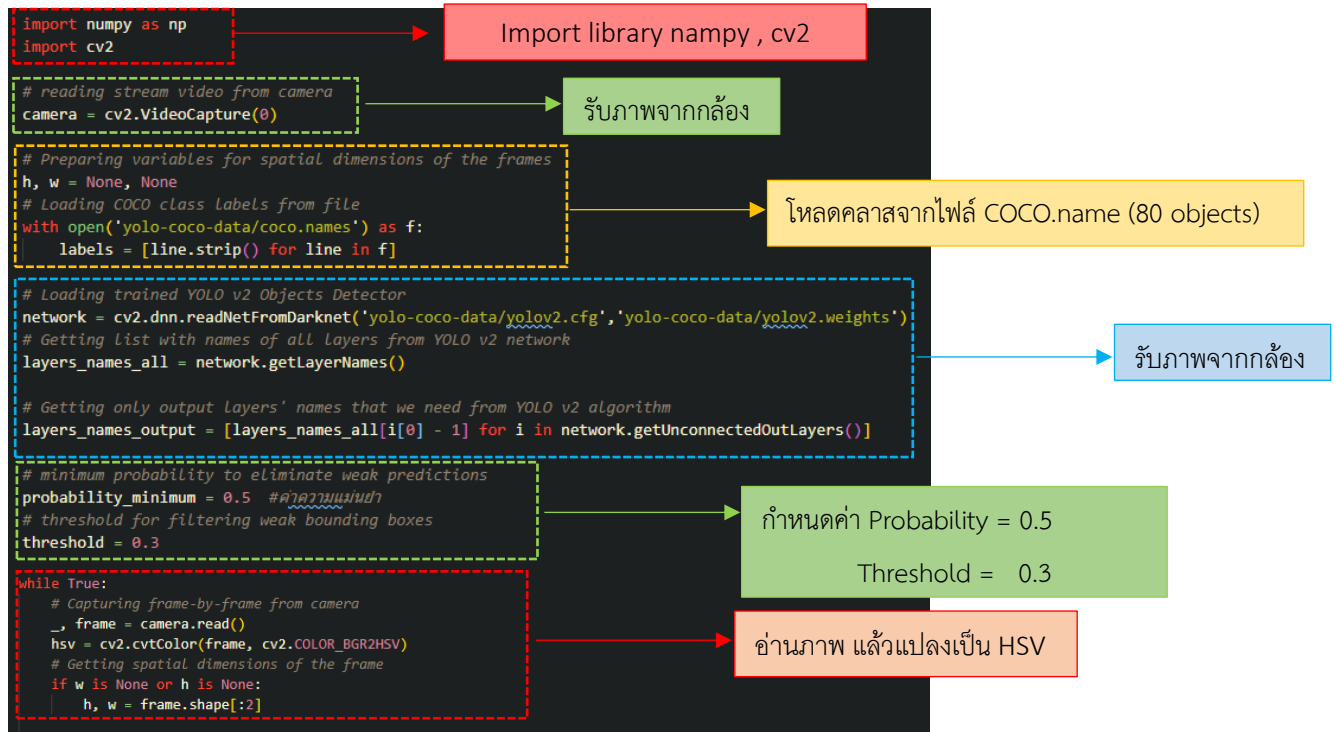 import numpy as np
import cv2
Import library nampy , cv2
# reading stream video from camera
camera = cv2.VideoCapture(0)
รับภาพจากกล้อง
# Preparing variables for spatial dimensions of the frames
h, w = None, None
# Loading COCO class labels from file
with open('yolo-coco-data/coco.names') as f:
    labels = [line.strip() for line in f]
โหลดคลาสจากไฟล์ COCO.name (80 objects)
# Loading trained YOLO v2 Objects Detector
network = cv2.dnn.readNetFromDarknet('yolo-coco-data/yolov2.cfg','yolo-coco-data/yolov2.weights')
# Getting list with names of all layers from YOLO v2 network
layers_names_all = network.getLayerNames()
# Getting only output layers' names that we need from YOLO v2 algorithm
layers_names_output = [layers_names_all[i[0] - 1] for i in network.getUnconnectedOutLayers()]
รับภาพจากกล้อง
# minimum probability to eliminate weak predictions
probability_minimum = 0.5  #ค่าความแม่นยำ
# threshold for filtering weak bounding boxes
threshold = 0.3
กำหนดค่า Probability = 0.5
Threshold = 0.3
while True:
    # Capturing frame-by-frame from camera
    _, frame = camera.read()
    hsv = cv2.cvtColor(frame, cv2.COLOR_BGR2HSV)
    # Getting spatial dimensions of the frame
    if w is None or h is None:
        h, w = frame.shape[:2]
อ่านภาพ แล้วแปลงเป็น HSV